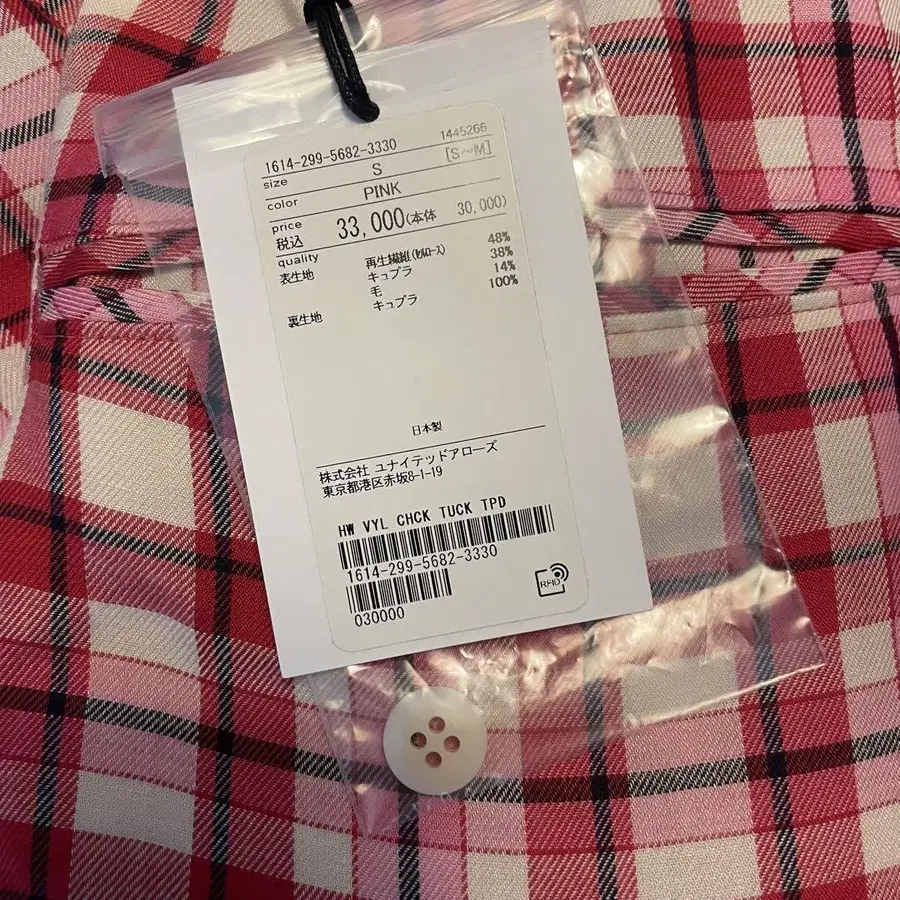 1614-299-5682-3330 1445266
size S [S~M]
color PINK
price
税込 33,000(本体 30,000)
quality
表生地 再生繊維(セルロース) 48%
キュプラ 38%
毛 14%
裏生地 キュプラ 100%
日本製
株式会社 ユナイテッドアローズ
東京都港区赤坂8-1-19
HW VYL CHCK TUCK TPD
1614-299-5682-3330
030000
RFID